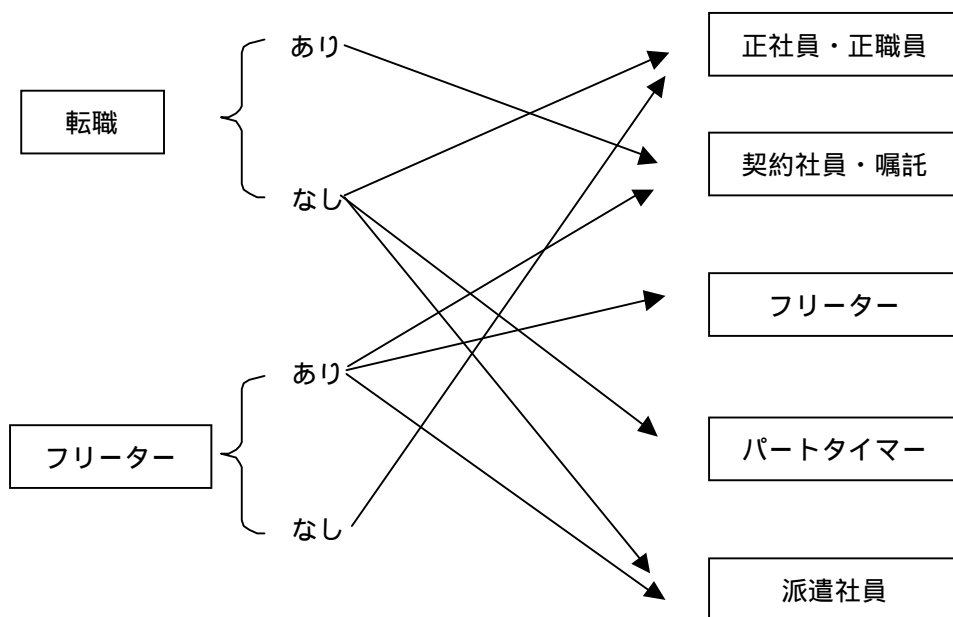 転職
あり
なし
フリーター
あり
なし
正社員・正職員
契約社員・嘱託
フリーター
パートタイマー
派遣社員